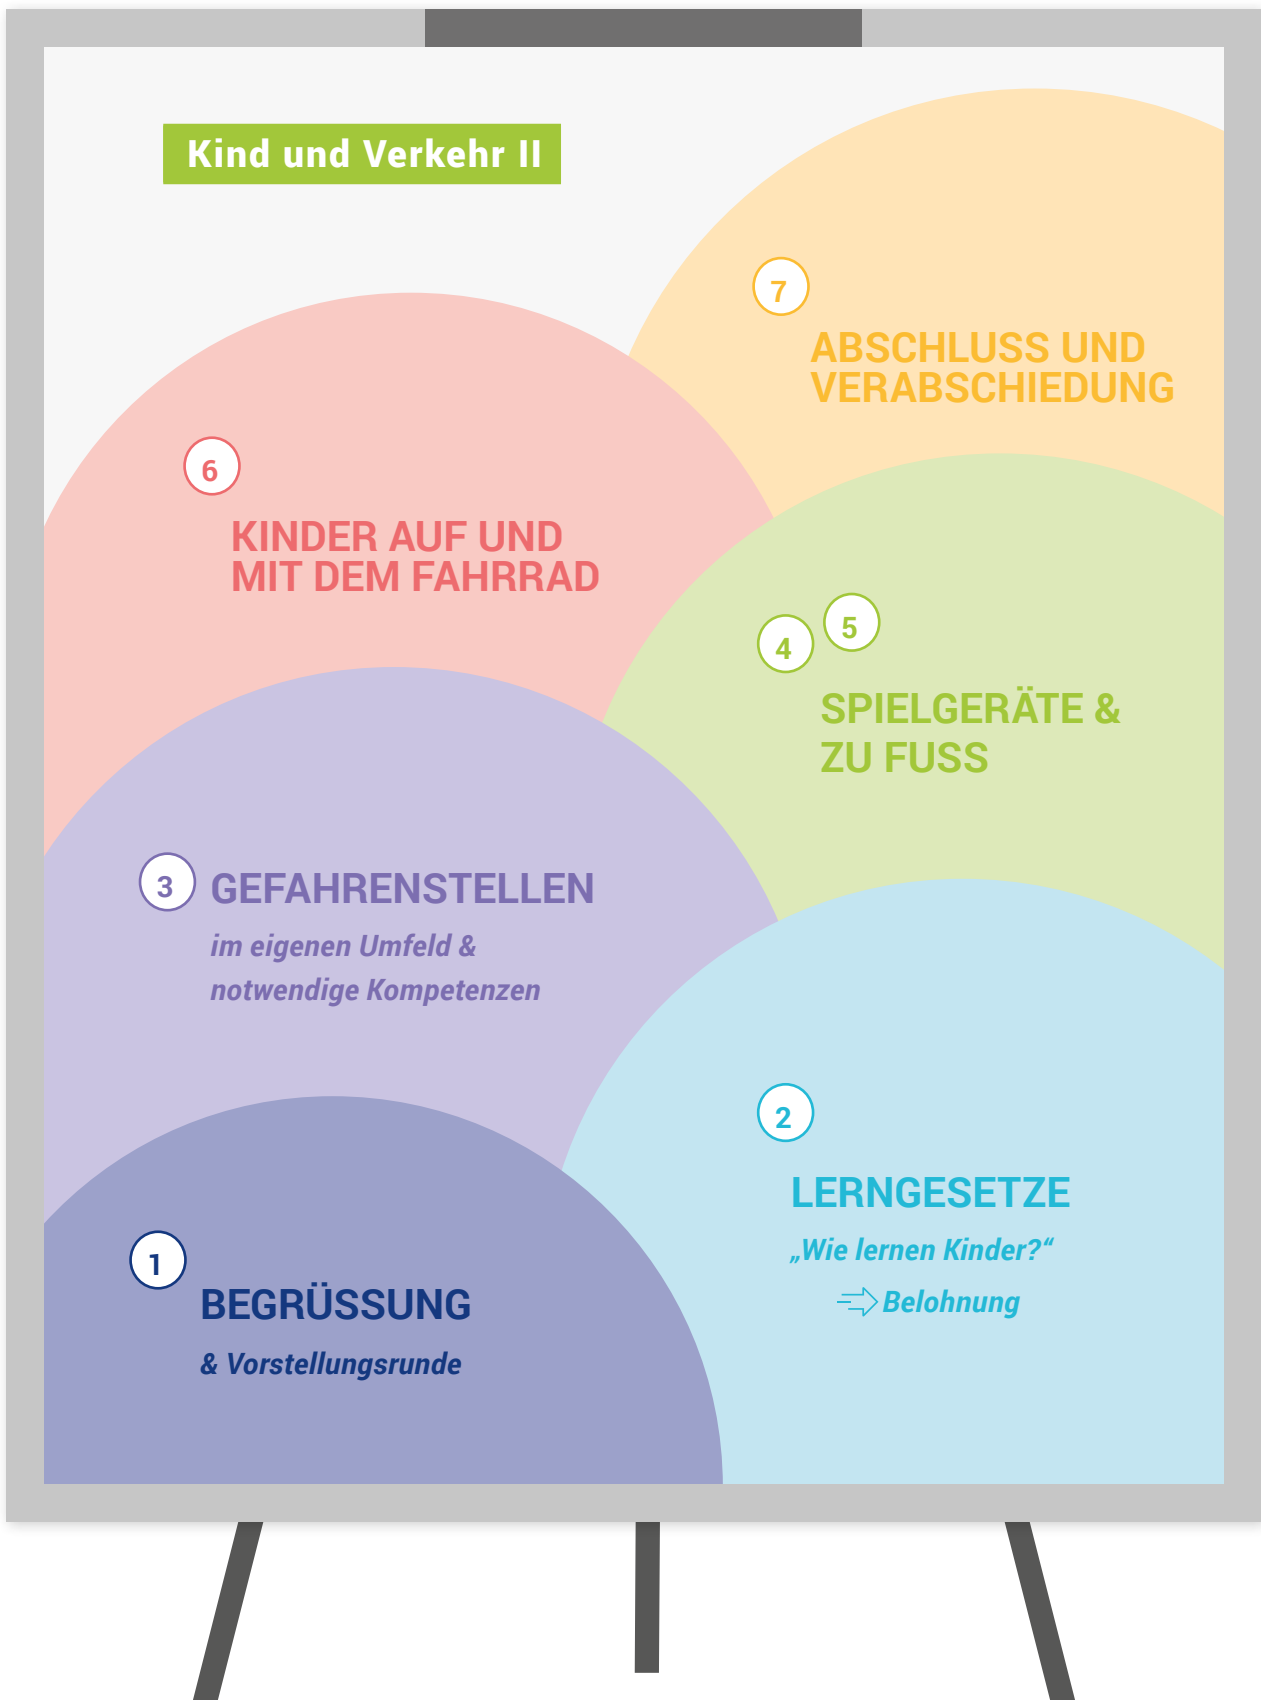 Kind und Verkehr II
7
ABSCHLUSS UND
VERABSCHIEDUNG
6
KINDER AUF UND
MIT DEM FAHRRAD
4
5
SPIELGERÄTE &
ZU FUSS
3
GEFAHRENSTELLEN
im eigenen Umfeld &
notwendige Kompetenzen
2
LERNGESETZE
„Wie lernen Kinder?“
Belohnung
1
BEGRÜSSUNG
& Vorstellungsrunde